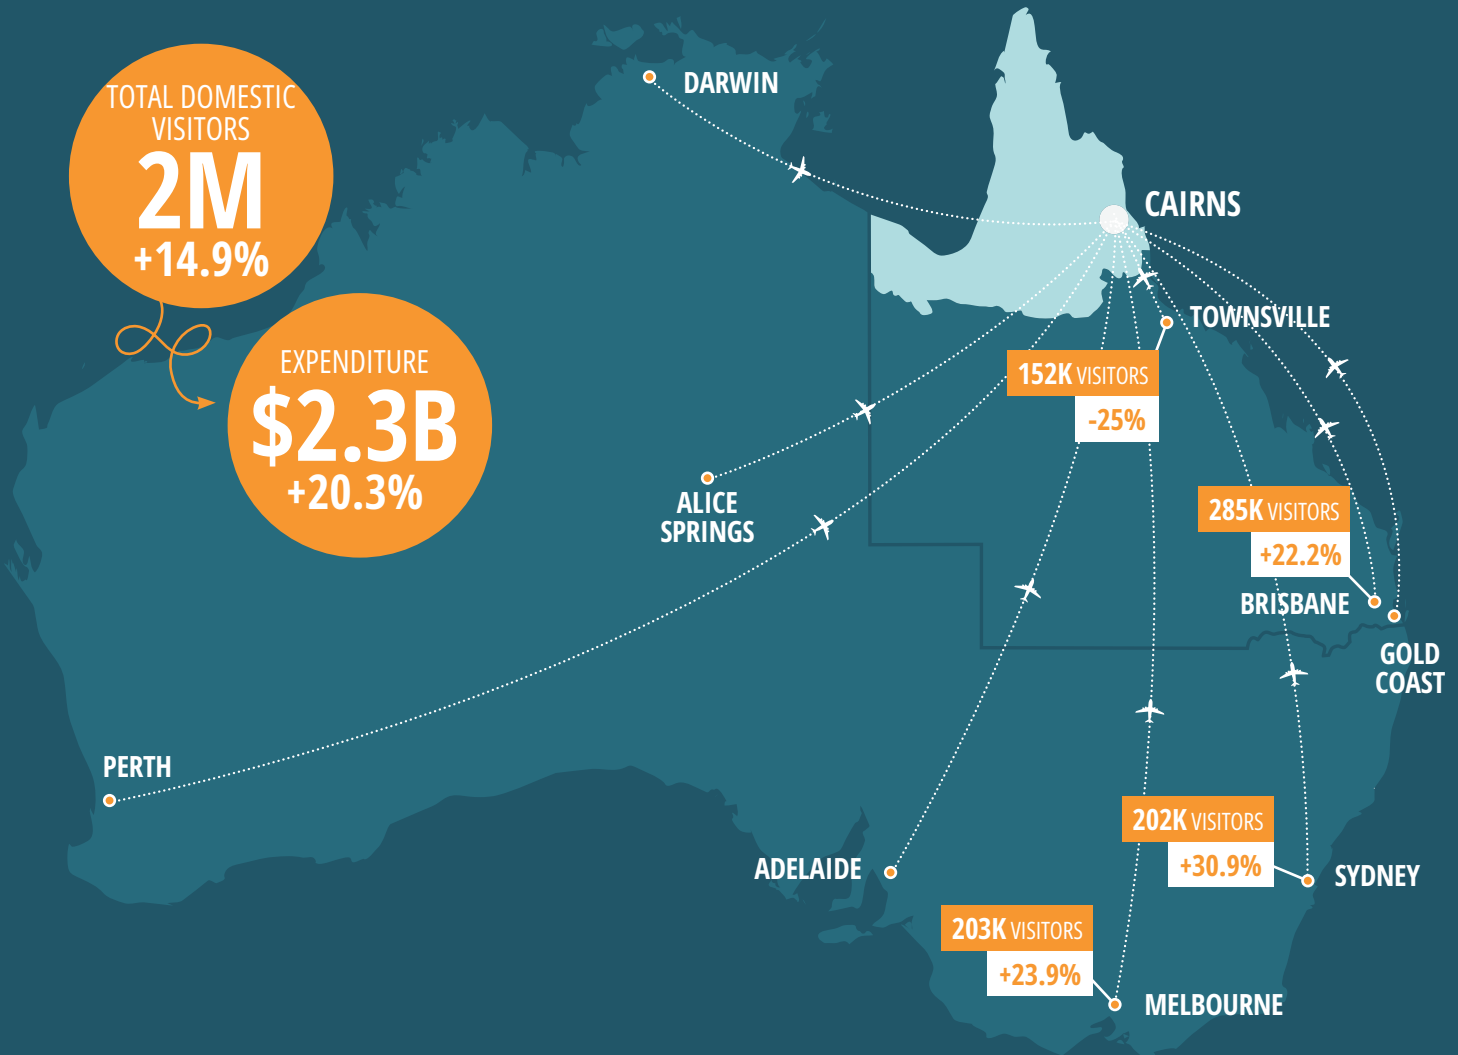 TOTAL DOMESTIC
VISITORS
2M
+14.9%
EXPENDITURE
$2.3B
+20.3%
DARWIN
CAIRNS
TOWNSVILLE
152K VISITORS
-25%
ALICE
SPRINGS
285K VISITORS
+22.2%
BRISBANE
GOLD
COAST
PERTH
ADELAIDE
202K VISITORS
+30.9%
SYDNEY
203K VISITORS
+23.9%
MELBOURNE